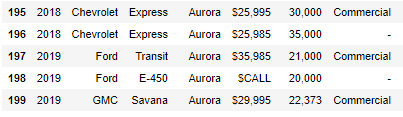 195 2018 Chevrolet Express Aurora $25,995 30,000 Commercial
196 2018 Chevrolet Express Aurora $25,985 35,000 -
197 2019 Ford Transit Aurora $35,985 21,000 Commercial
198 2019 Ford E-450 Aurora $CALL 20,000 -
199 2019 GMC Savana Aurora $29,995 22,373 Commercial